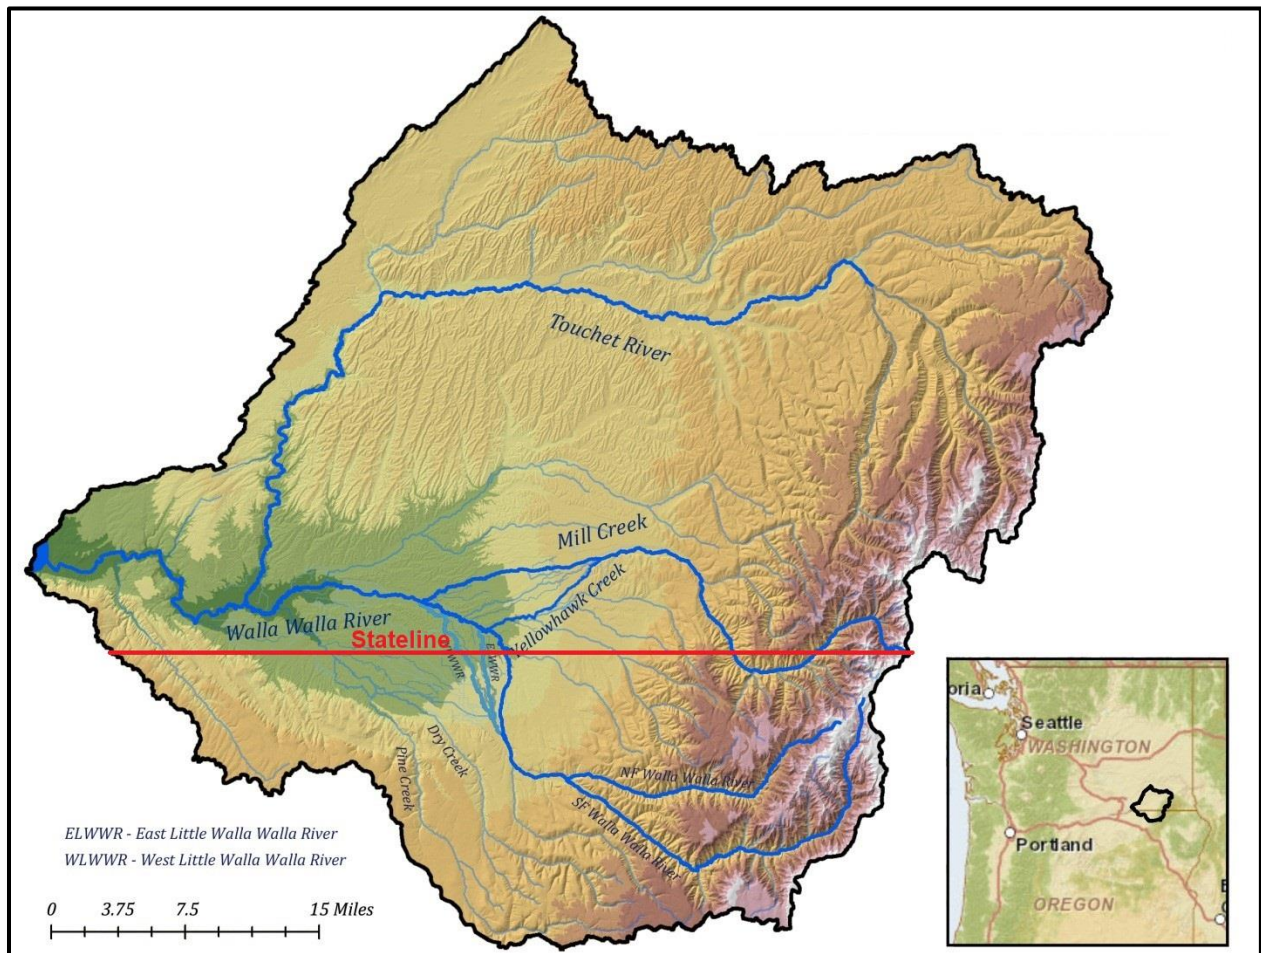 Touchet River
Mill Creek
Yellowhawk Creek
Walla Walla River
Stateline
WLWWR
ELWWR
Dry Creek
Pine Creek
NF Walla Walla River
SF Walla Walla River
ELWWR - East Little Walla Walla River
WLWWR - West Little Walla Walla River
0 3.75 7.5 15 Miles
oria
Seattle
WASHINGTON
Portland
OREGON